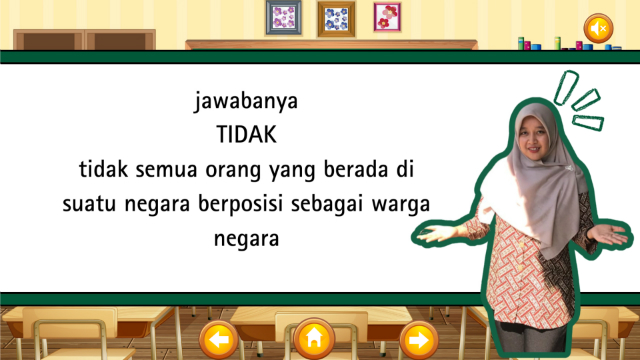 jawabanya
TIDAK
tidak semua orang yang berada di
suatu negara berposisi sebagai warga
negara